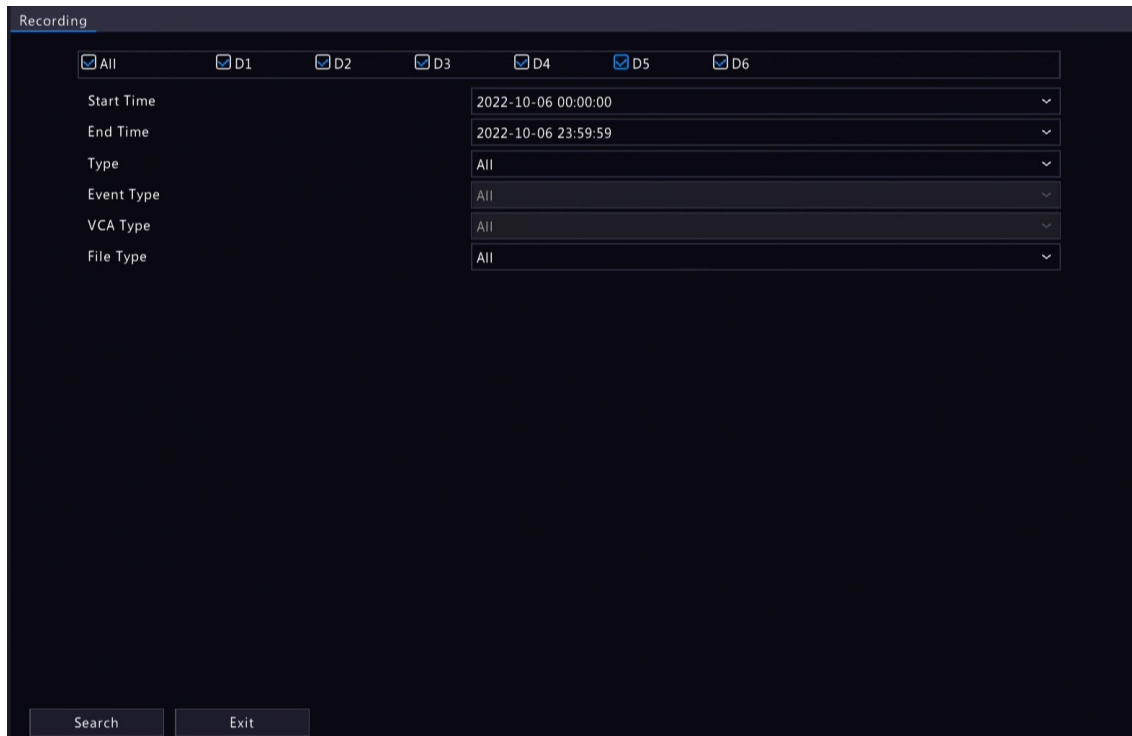 Recording
All D1 D2 D3 D4 D5 D6
Start Time 2022-10-06 00:00:00
End Time 2022-10-06 23:59:59
Type All
Event Type All
VCA Type All
File Type All
Search Exit